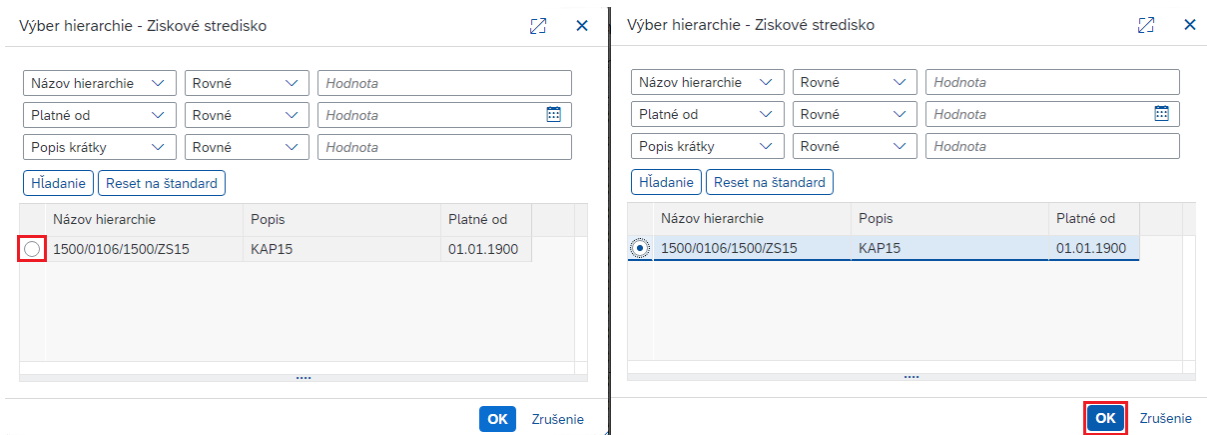 Výber hierarchie - Ziskové stredisko
Názov hierarchie Rovné Hodnota
Platné od Rovné Hodnota
Popis krátky Rovné Hodnota
Hľadanie Reset na štandard
Názov hierarchie Popis Platné od
1500/0106/1500/ZS15 KAP15 01.01.1900
OK Zrušenie
Výber hierarchie - Ziskové stredisko
Názov hierarchie Rovné Hodnota
Platné od Rovné Hodnota
Popis krátky Rovné Hodnota
Hľadanie Reset na štandard
Názov hierarchie Popis Platné od
1500/0106/1500/ZS15 KAP15 01.01.1900
OK Zrušenie